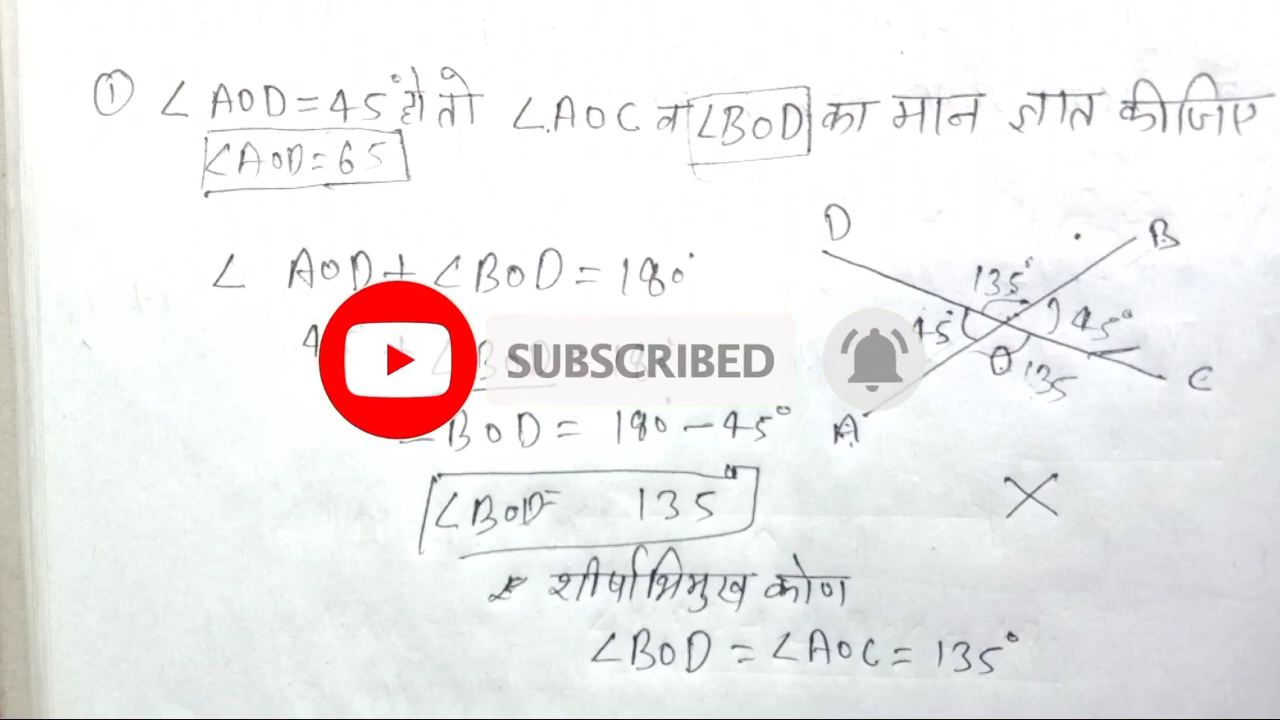 ① ∠AOD=45° हो तो ∠AOC व ∠BOD का मान ज्ञात कीजिए
∠AOD=65
∠ AOD+ ∠BOD=180°
4
SUBSCRIBED
BOD= 180-45°
∠BOD= 135°
शीर्षाभिमुख कोण
∠BOD = ∠AOC = 135°
D
B
135°
45°
45°
O
135
C
A